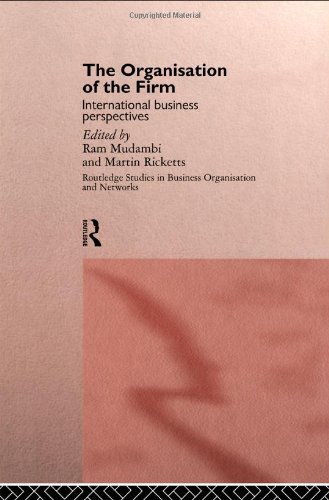 Copyrighted Material
The Organisation
of the Firm
International business
perspectives
Edited by
Ram Mudambi
and Martin Ricketts
Routledge Studies in Business Organisation
and Networks
ROUTLEDGE